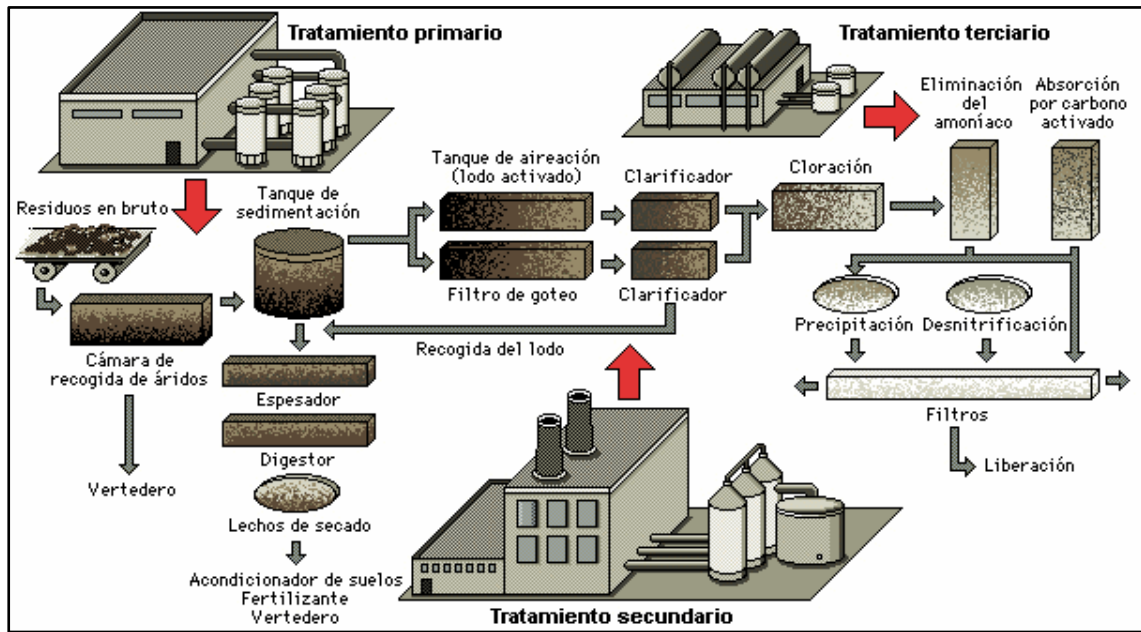 Tratamiento primario
Tratamiento terciario
Eliminación
del
amoníaco
Absorción
por carbono
activado
Residuos en bruto
Tanque de
sedimentación
Tanque de aireación
(lodo activado)
Clarificador
Cloración
Filtro de goteo
Clarificador
Precipitación
Desnitrificación
Cámara de
recogida de áridos
Recogida del lodo
Espesador
Filtros
Digestor
Vertedero
Liberación
Lechos de secado
Acondicionador de suelos
Fertilizante
Vertedero
Tratamiento secundario